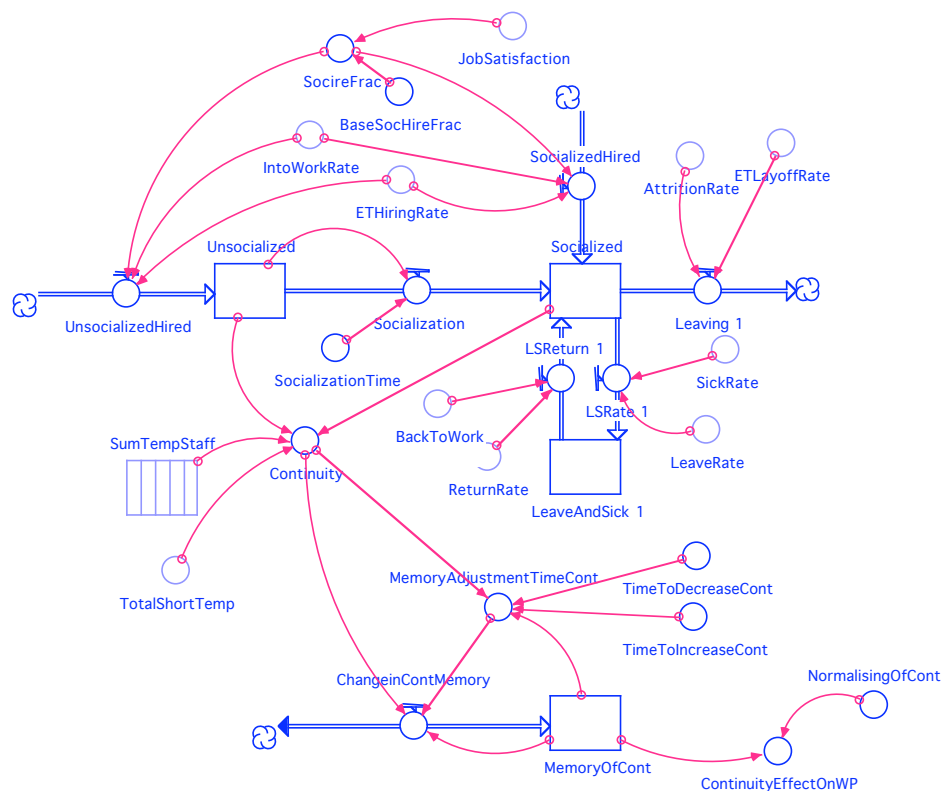 JobSatisfaction
SocireFrac
BaseSocHireFrac
SocializedHired
IntoWorkRate
ETLayoffRate
AttritionRate
ETHiringRate
Unsocialized
Socialized
UnsocializedHired
Socialization
Leaving 1
LSReturn 1
SocializationTime
SickRate
LSRate 1
BackToWork
SumTempStaff
LeaveRate
Continuity
ReturnRate
LeaveAndSick 1
MemoryAdjustmentTimeCont
TimeToDecreaseCont
TotalShortTemp
TimeToIncreaseCont
NormalisingOfCont
ChangeinContMemory
MemoryOfCont
ContinuityEffectOnWP